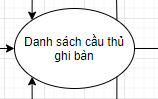 Danh sách cầu thủ
ghi bàn